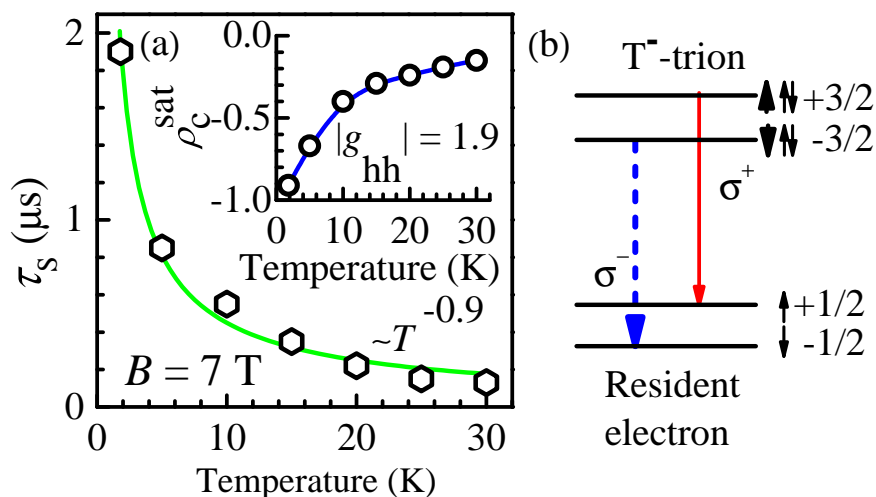 (a)
2
1
0
τS (μs)
0 10 20 30
Temperature (K)
B = 7 T
~T -0.9
0.0
-0.5
-1.0
ρc sat
|ghh| = 1.9
0 10 20 30
Temperature (K)
(b)
T--trion
+3/2
-3/2
σ+
σ−
+1/2
-1/2
Resident
electron